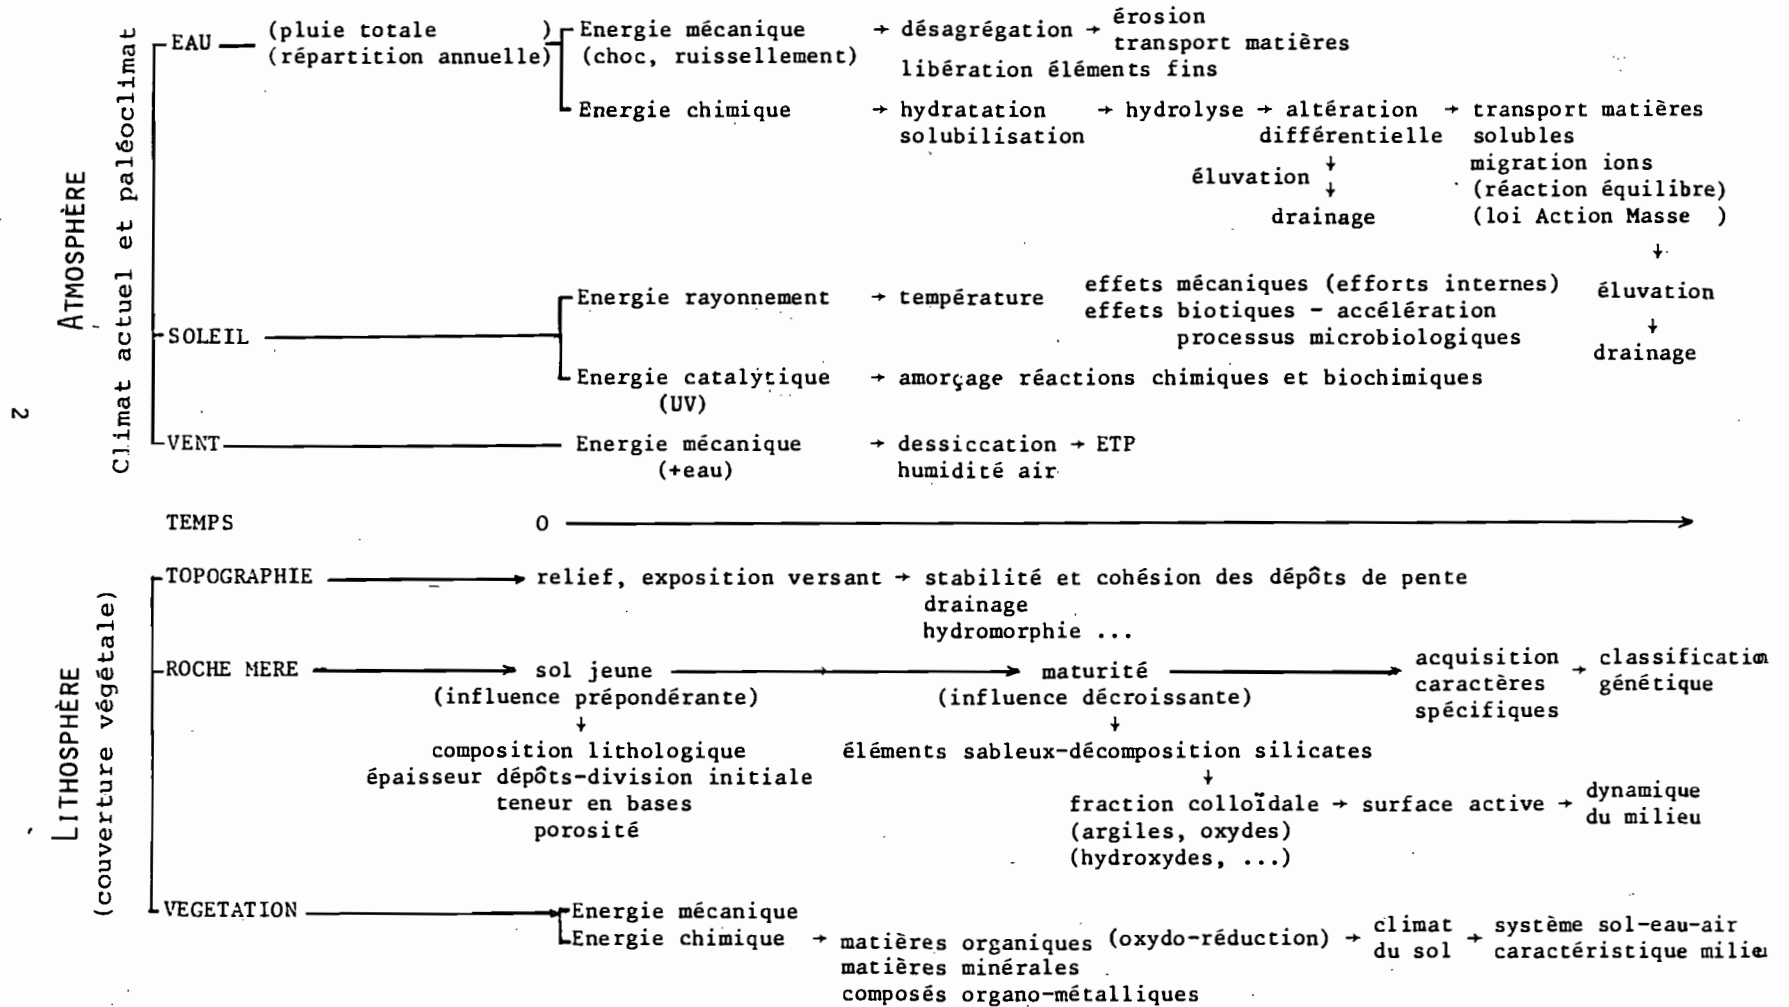 ATMOSPHÈRE
Climat actuel et paléoclimat
EAU (pluie totale ) Energie mécanique → désagrégation → érosion
(répartition annuelle) (choc, ruissellement) transport matières
libération éléments fins
Energie chimique → hydratation → hydrolyse → altération → transport matières
solubilisation différentielle solubles
↓ migration ions
éluvation ↓ (réaction équilibre)
drainage (loi Action Masse )
↓
éluvation
↓
drainage
SOLEIL
Energie rayonnement → température effets mécaniques (efforts internes)
effets biotiques - accélération
processus microbiologiques
Energie catalytique → amorçage réactions chimiques et biochimiques
(UV)
VENT Energie mécanique → dessiccation → ETP
(+eau) humidité air
2
TEMPS 0
LITHOSPHÈRE
(couverture végétale)
TOPOGRAPHIE → relief, exposition versant → stabilité et cohésion des dépôts de pente
drainage
hydromorphie ...
ROCHE MERE → sol jeune → maturité → acquisition → classification
(influence prépondérante) (influence décroissante) caractères génétique
spécifiques
↓ ↓
composition lithologique éléments sableux-décomposition silicates
épaisseur dépôts-division initiale ↓
teneur en bases fraction colloïdale → surface active → dynamique
porosité (argiles, oxydes) du milieu
(hydroxydes, ...)
VEGETATION → Energie mécanique
Energie chimique → matières organiques (oxydo-réduction) → climat → système sol-eau-air
matières minérales du sol caractéristique milieu
composés organo-métalliques